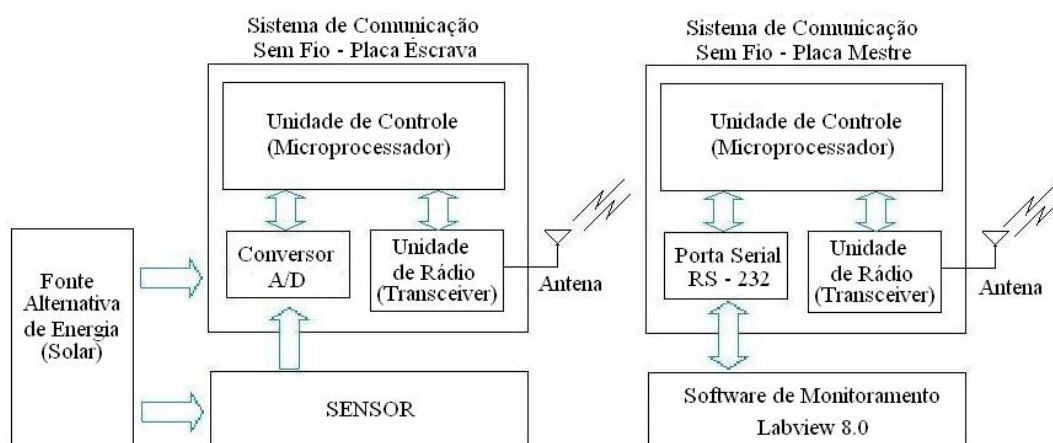 Sistema de Comunicação
Sem Fio - Placa Escrava
Unidade de Controle
(Microprocessador)
Conversor
A/D
Unidade
de Rádio
(Transceiver)
Antena
Fonte
Alternativa
de Energia
(Solar)
SENSOR
Sistema de Comunicação
Sem Fio - Placa Mestre
Unidade de Controle
(Microprocessador)
Porta Serial
RS - 232
Unidade
de Rádio
(Transceiver)
Antena
Software de Monitoramento
Labview 8.0